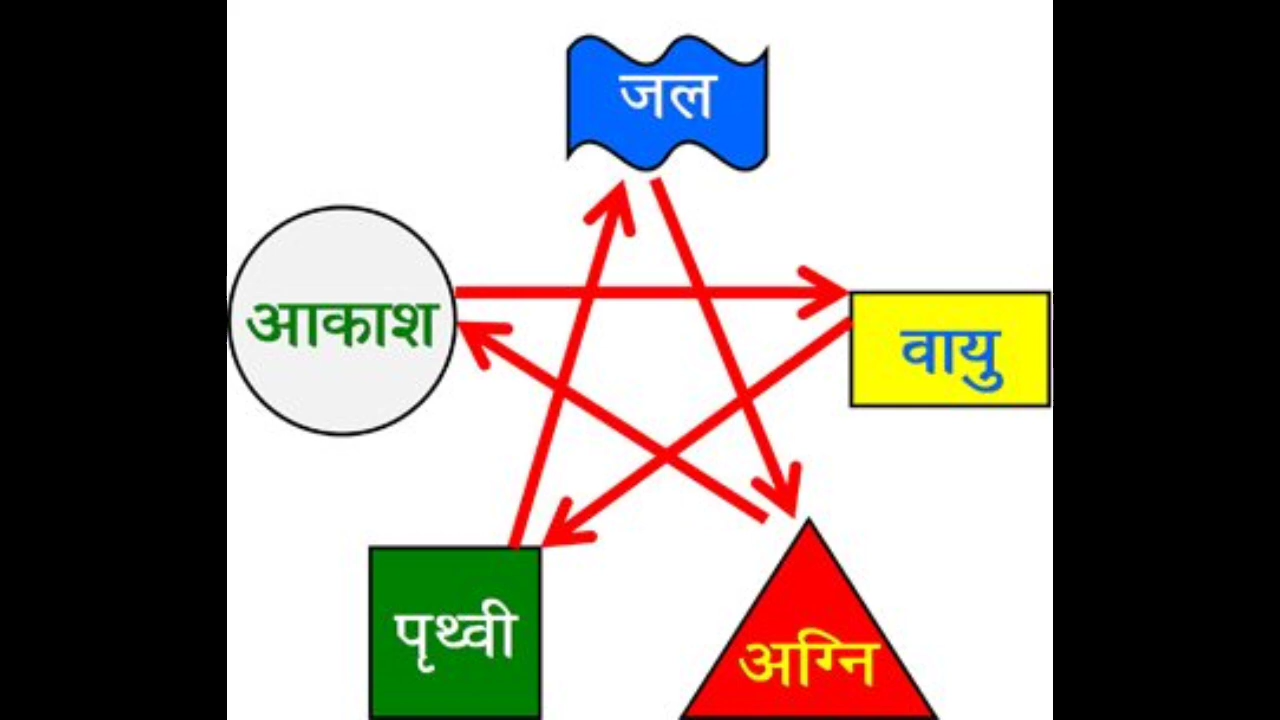 जल
आकाश
वायु
पृथ्वी
अग्नि